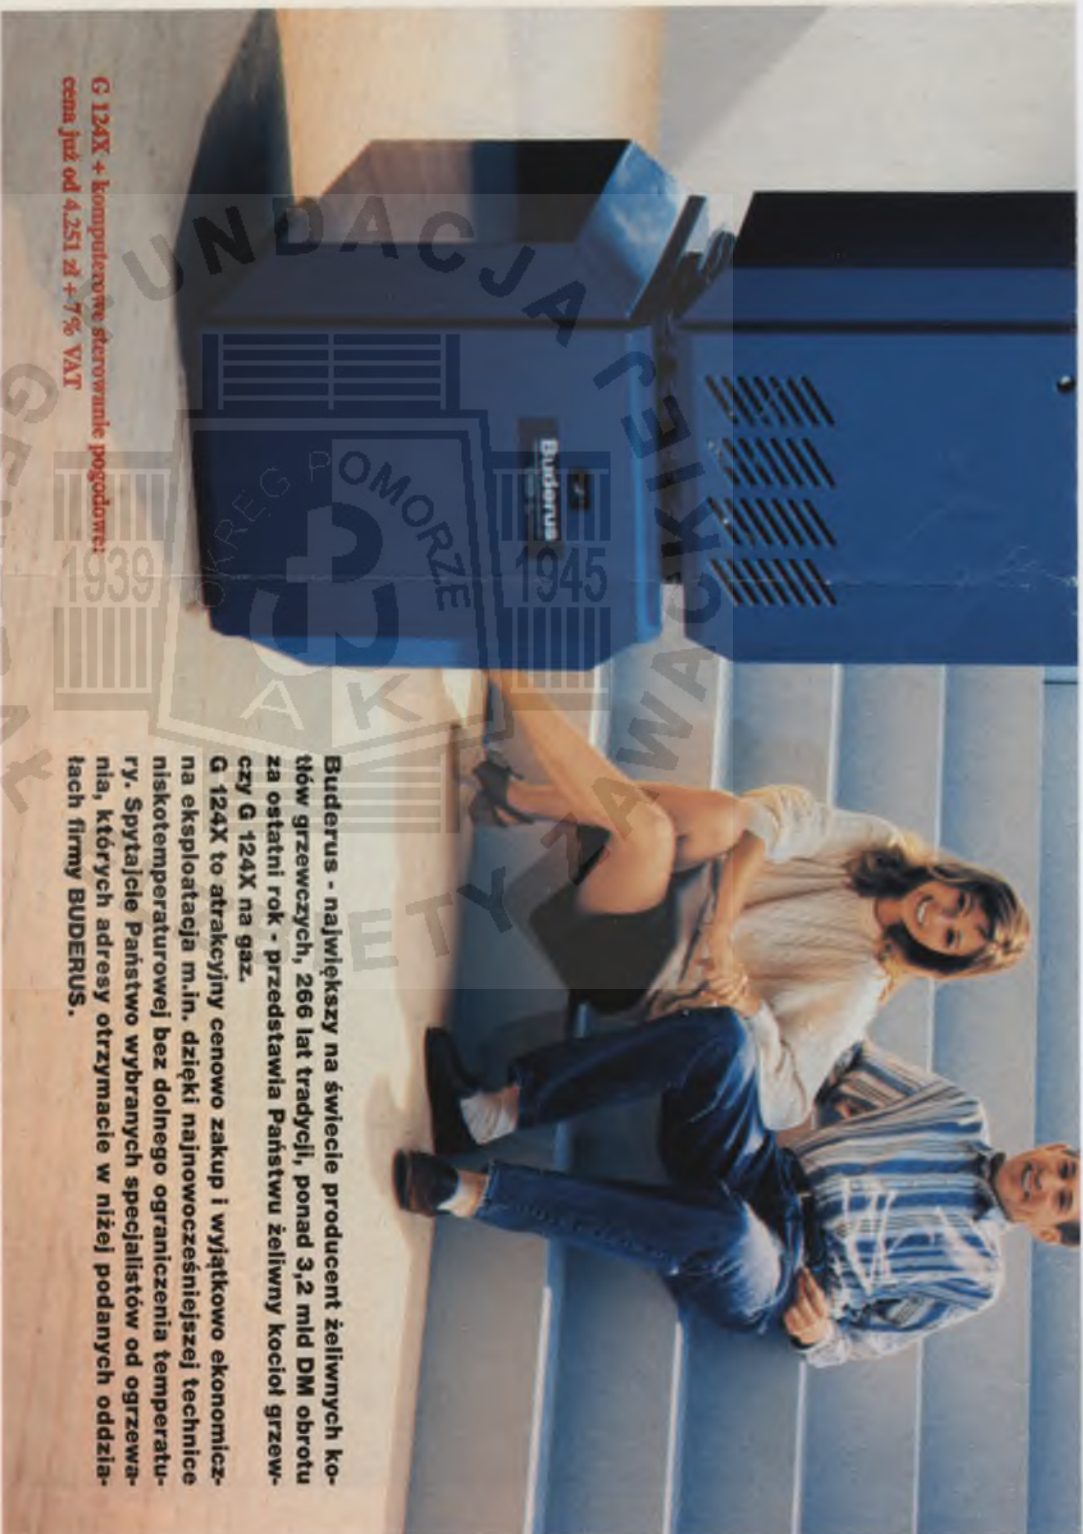 Buderus
G 124X + komputerowe sterowanie pogodowe:
cena już od 4.251 zł + 7% VAT
Buderus - największy na świecie producent żeliwnych ko-
tłów grzewczych, 266 lat tradycji, ponad 3,2 mld DM obrotu
za ostatni rok - przedstawia Państwu żeliwny kocioł grzew-
czy G 124X na gaz.
G 124X to atrakcyjny cenowo zakup i wyjątkowo ekonomicz-
na eksploatacja m.in. dzięki najnowocześniejszej technice
niskotemperaturowej bez dolnego ograniczenia temperatu-
ry. Spytajcie Państwo wybranych specjalistów od ogrzewa-
nia, których adresy otrzymacie w niżej podanych oddzia-
łach firmy BUDERUS.
UNDACJA
OKRĘG POMORZE
1939
1945
AK